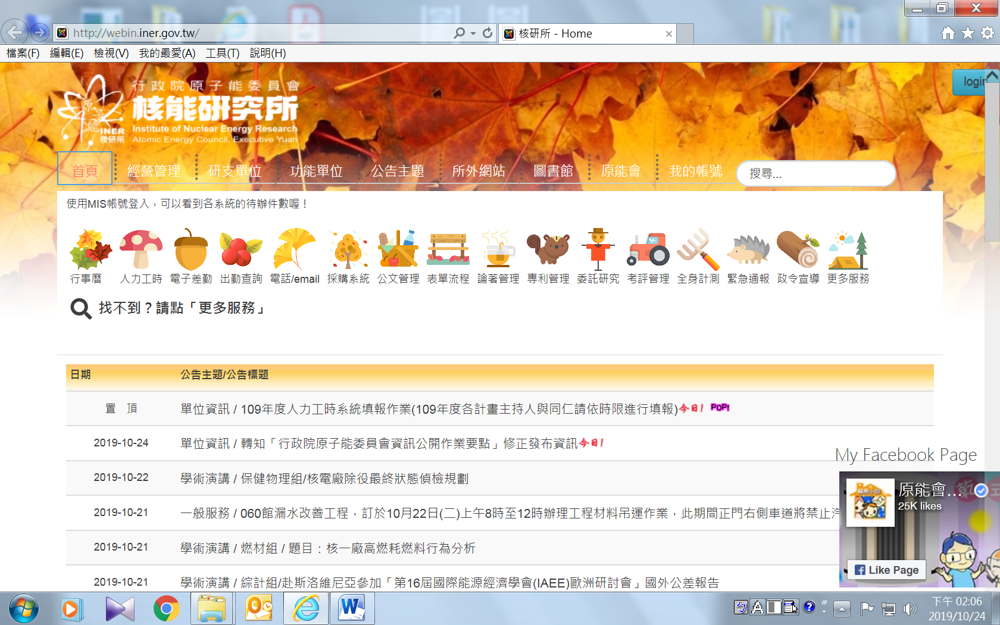 http://webin.iner.gov.tw/
核研所 - Home
檔案(F) 編輯(E) 檢視(V) 我的最愛(A) 工具(T) 說明(H)
login
行政院原子能委員會
核能研究所
Institute of Nuclear Energy Research
Atomic Energy Council, Executive Yuan
原子能
INER
核研所
首頁 經營管理 研支單位 功能單位 公告主題 所外網站 圖書館 原能會 我的帳號 搜尋...
使用MIS帳號登入，可以看到各系統的待辦件數喔！
行事曆 人力工時 電子差勤 出勤查詢 電話/email 採購系統 公文管理 表單流程 論著管理 專利管理 委託研究 考評管理 全身計測 緊急通報 政令宣導 更多服務
找不到？請點「更多服務」
日期 公告主題/公告標題
置 頂 單位資訊 / 109年度人力工時系統填報作業(109年度各計畫主持人與同仁請依時限進行填報)今日! POP!
2019-10-24 單位資訊 / 轉知「行政院原子能委員會資訊公開作業要點」修正發布資訊今日!
2019-10-22 學術演講 / 保健物理組/核電廠除役最終狀態偵檢規劃
2019-10-21 一般服務 / 060館漏水改善工程，訂於10月22日(二)上午8時至12時辦理工程材料吊運作業，此期間正門右側車道將禁止汽
2019-10-21 學術演講 / 燃材組 / 題目：核一廠高燃耗燃料行為分析
2019-10-21 學術演講 / 綜計組/赴斯洛維尼亞參加「第16屆國際能源經濟學會(IAEE)歐洲研討會」國外公差報告
My Facebook Page
原能會...
25K likes
Like Page
下午 02:06
2019/10/24